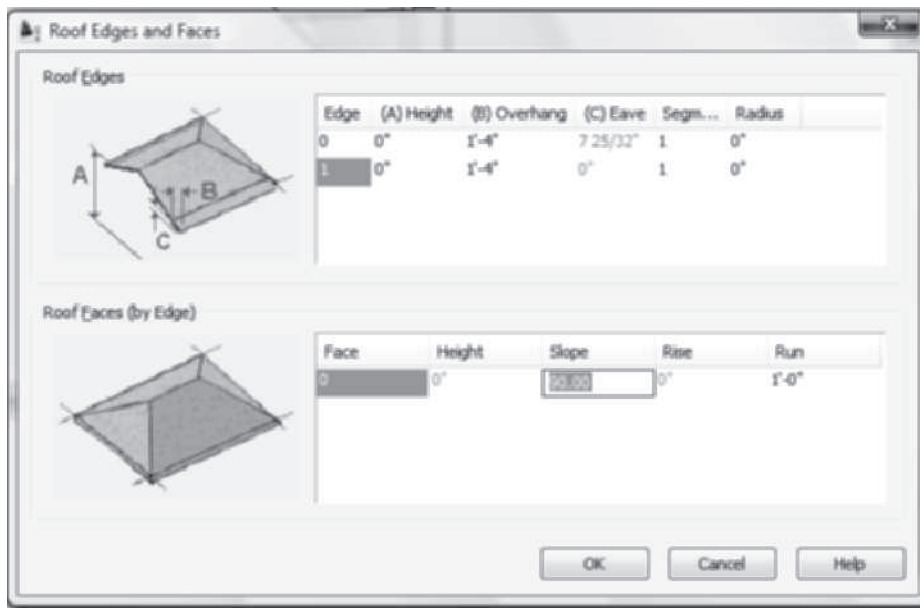 Roof Edges and Faces
Roof Edges
Edge (A) Height (B) Overhang (C) Eave Segm... Radius
0 0" 1'-4" 7 25/32" 1 0"
1 0" 1'-4" 0" 1 0"
A
B
C
Roof Faces (by Edge)
Face Height Slope Rise Run
0 0" 90.00 0" 1'-0"
OK Cancel Help